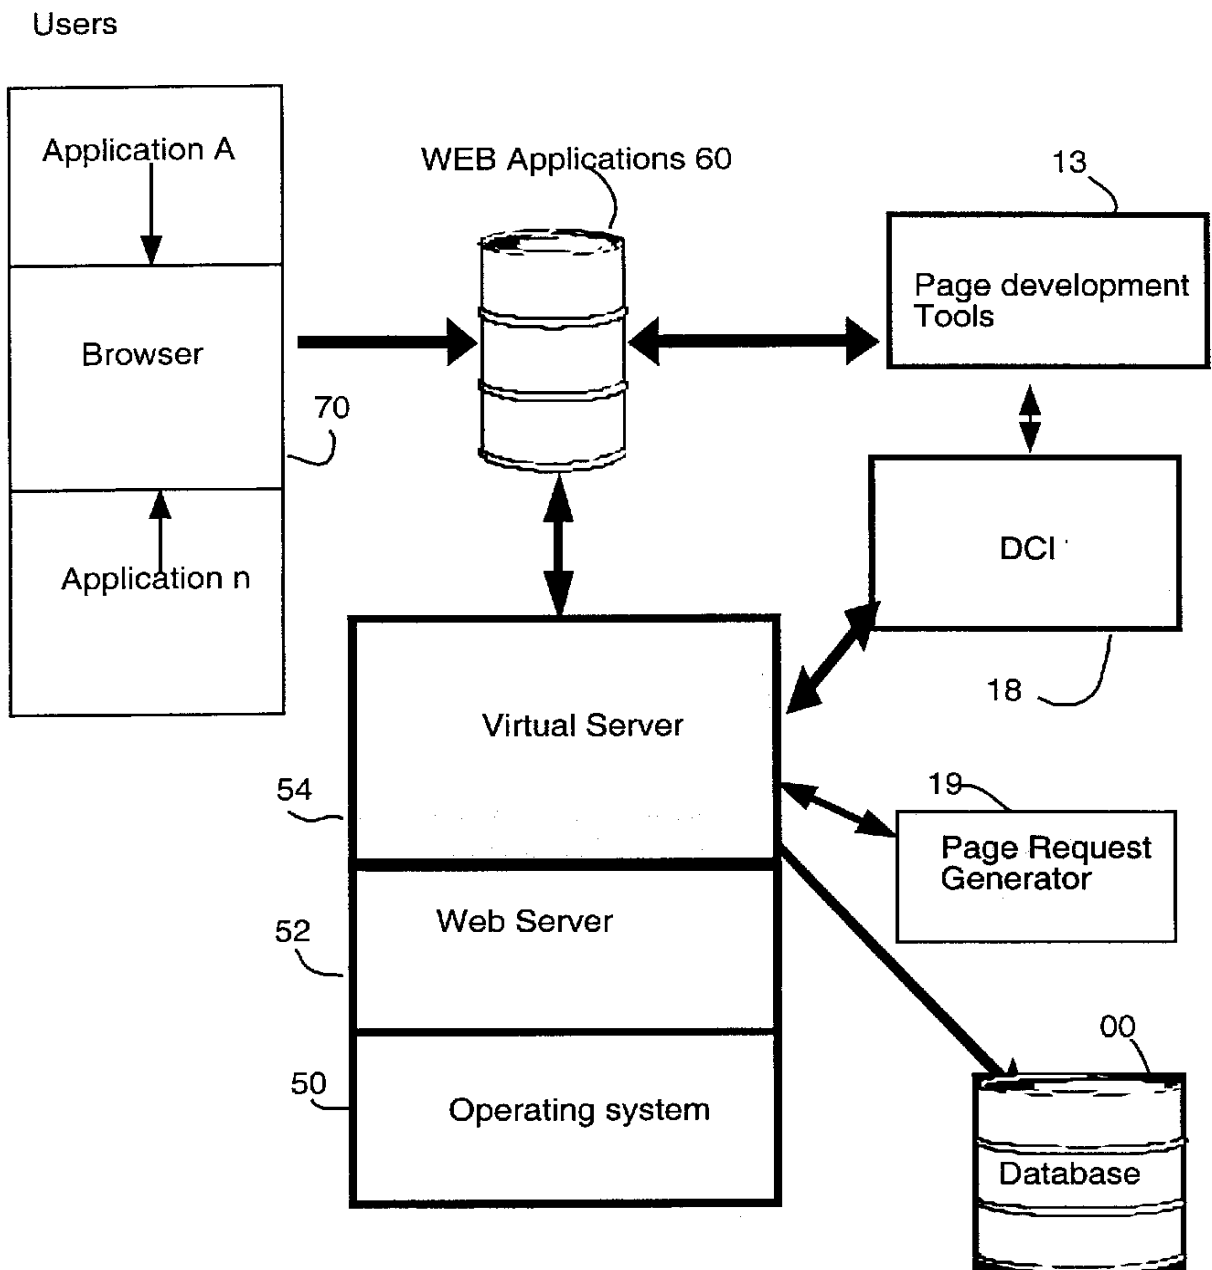 Users
Application A
WEB Applications 60
13
Page development
Tools
Browser
70
DCI
Application n
18
Virtual Server
54
19
Page Request
Generator
Web Server
52
00
50
Operating system
Database